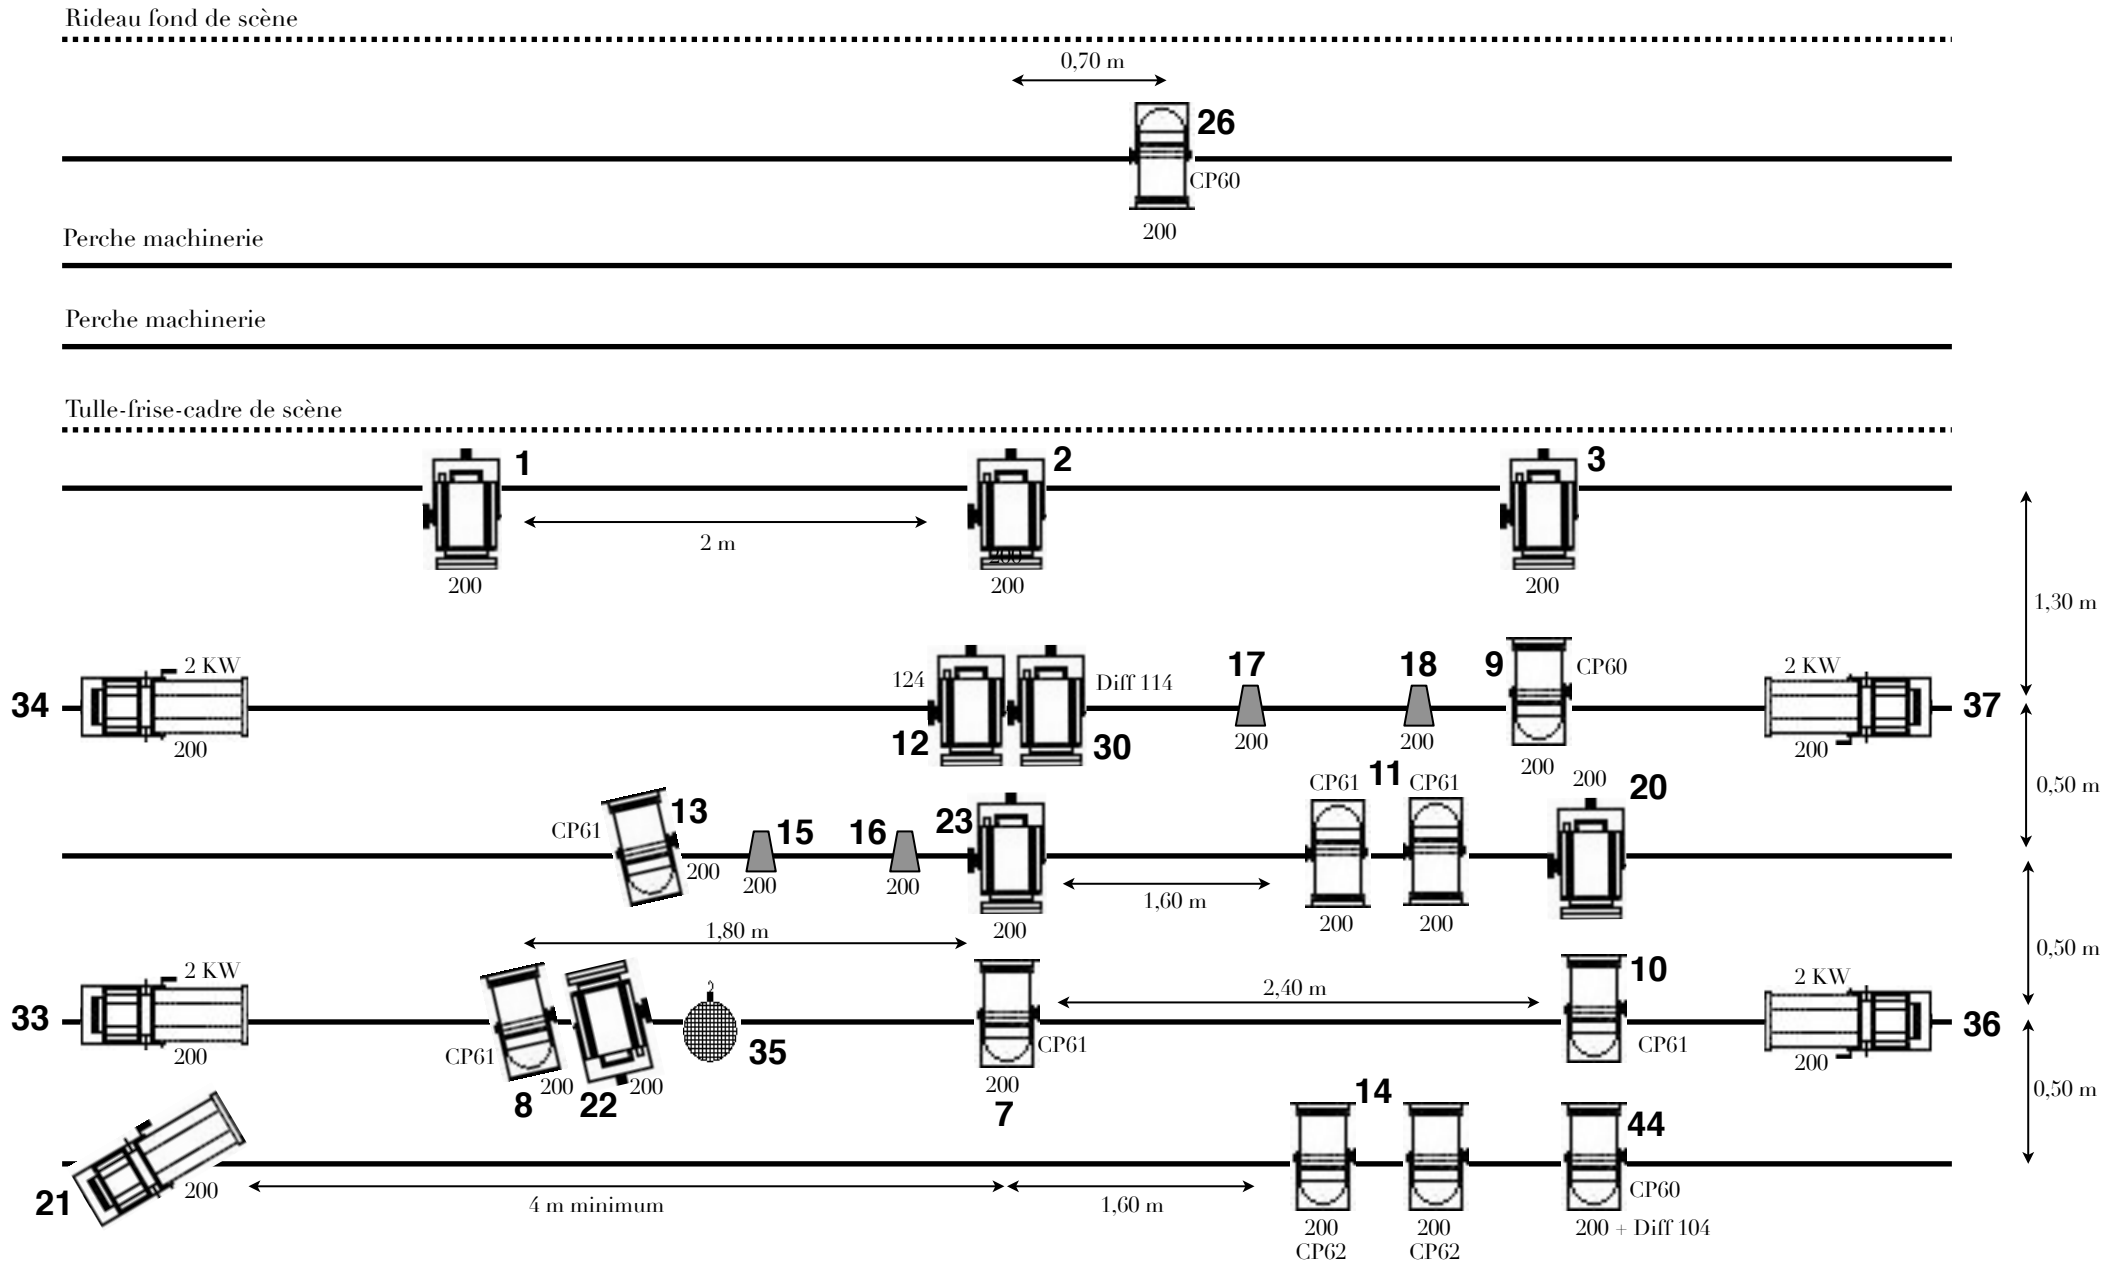 Rideau fond de scène
0,70 m
26
CP60
200
Perche machinerie
Perche machinerie
Tulle-frise-cadre de scène
1
2
3
2 m
200
200
200
200
1,30 m
34
2 KW
200
124
12
Diff 114
30
17
200
18
200
9
CP60
200
2 KW
200
37
0,50 m
13
CP61
200
15
200
16
200
23
200
1,60 m
CP61
11
CP61
200
200
200
20
0,50 m
1,80 m
33
2 KW
200
CP61
200
8
22
200
35
CP61
200
7
2,40 m
10
CP61
2 KW
200
36
0,50 m
21
200
4 m minimum
1,60 m
14
200
CP62
200
CP62
44
CP60
200 + Diff 104